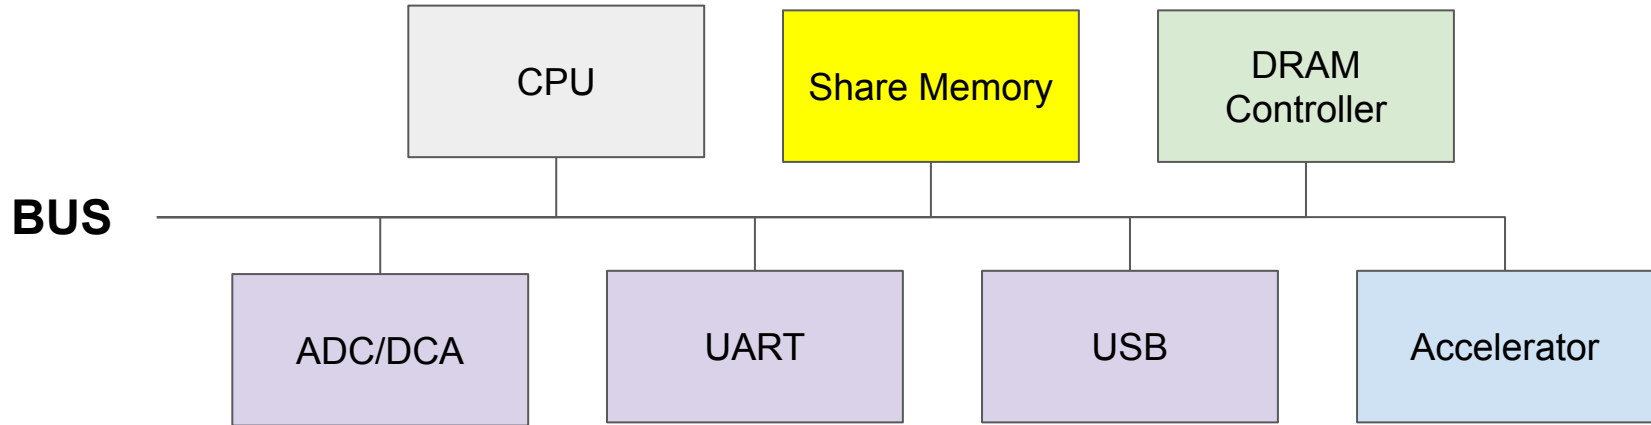 CPU
Share Memory
DRAM
Controller
BUS
ADC/DCA
UART
USB
Accelerator